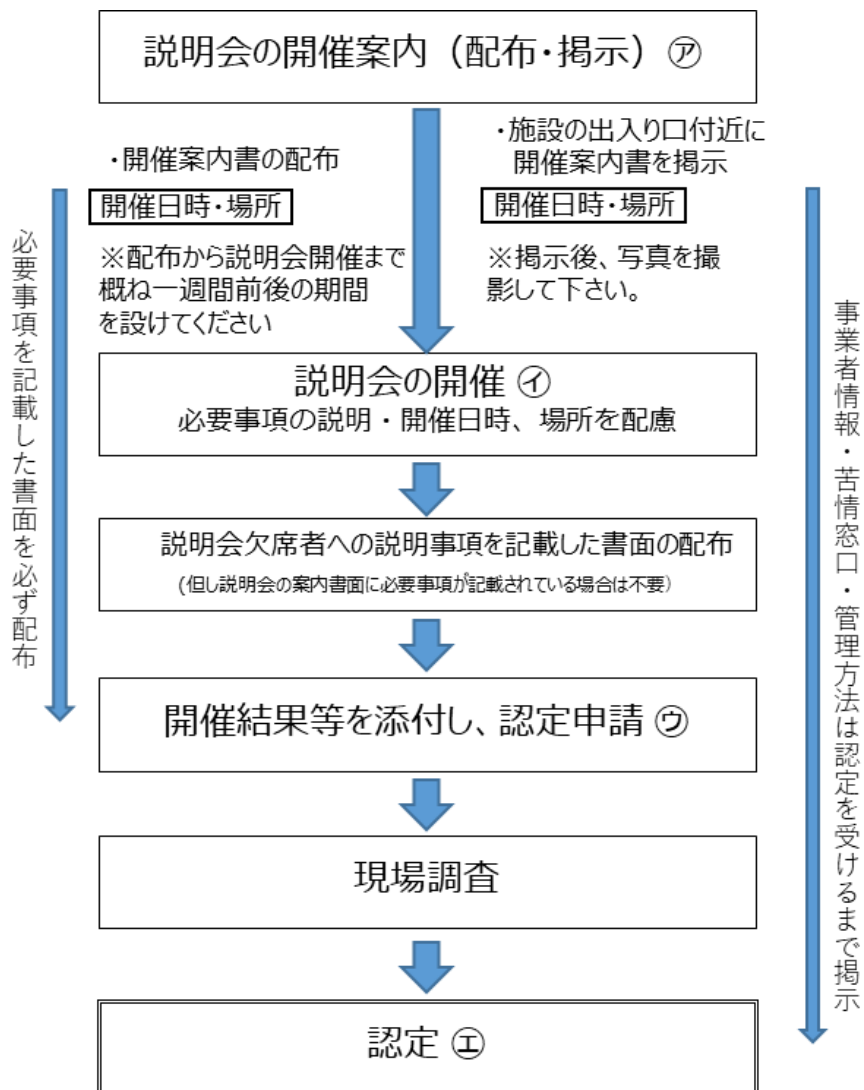 説明会の開催案内（配布・掲示）㋐
・開催案内書の配布
開催日時・場所
※配布から説明会開催まで
概ね一週間前後の期間
を設けてください
・施設の出入り口付近に
開催案内書を掲示
開催日時・場所
※掲示後、写真を撮
影して下さい。
必要事項を記載した書面を必ず配布
事業者情報・苦情窓口・管理方法は認定を受けるまで掲示
説明会の開催 ㋑
必要事項の説明・開催日時、場所を配慮
説明会欠席者への説明事項を記載した書面の配布
(但し説明会の案内書面に必要事項が記載されている場合は不要）
開催結果等を添付し、認定申請 ㋒
現場調査
認定 ㋓